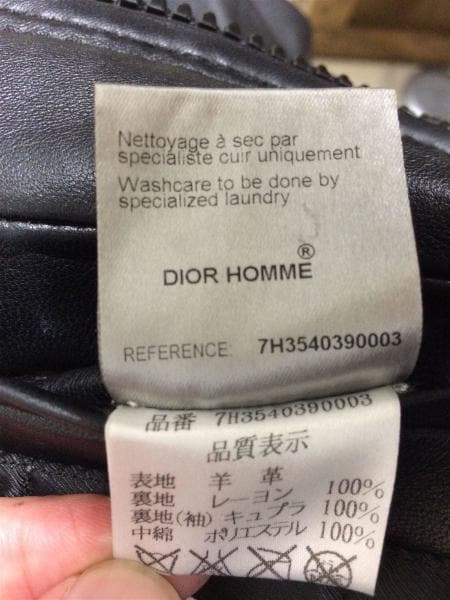 Nettoyage à sec par
specialiste cuir uniquement
Washcare to be done by
specialized laundry
DIOR HOMME®
REFERENCE: 7H3540390003
品番 7H3540390003
品質表示
表地 羊 革 100%
裏地 レーヨン 100%
裏地(袖) キュプラ 100%
中綿 ポリエステル 100%